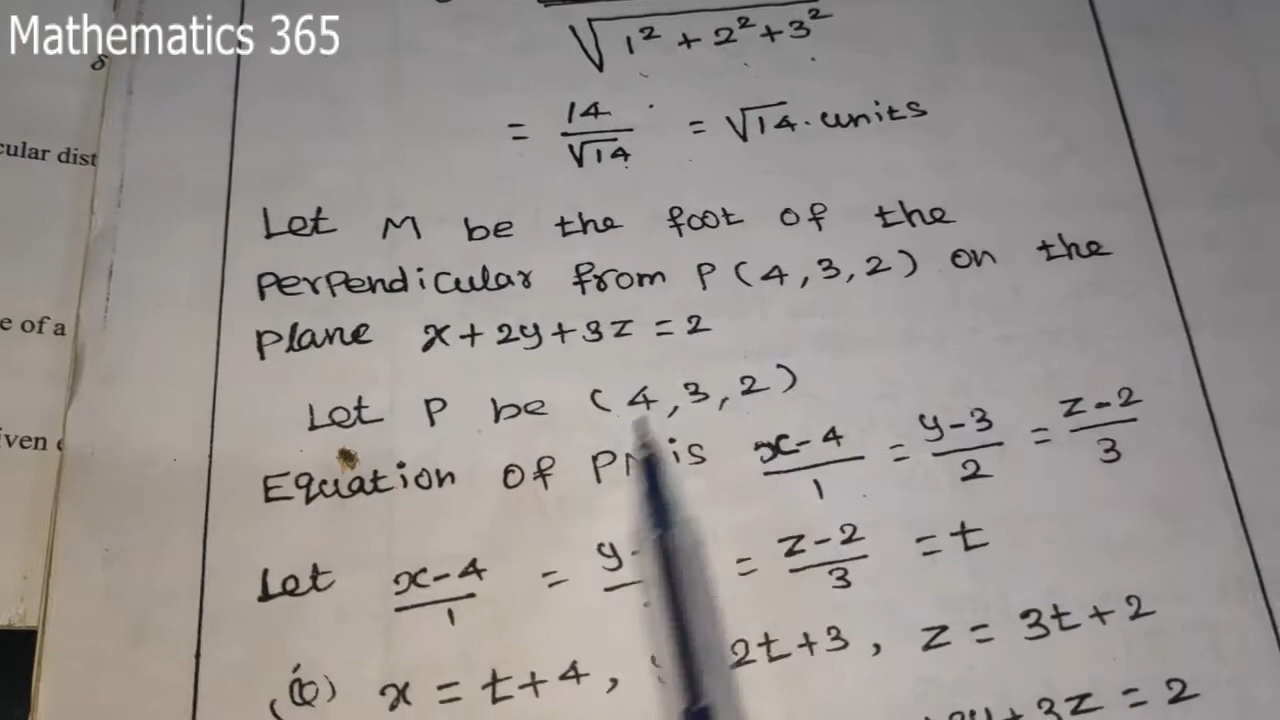 Mathematics 365
cular dist
e of a
iven
√1² + 2² + 3²
= 14/√14 = √14. units
Let M be the foot of the
perpendicular from P (4, 3, 2) on the
plane x + 2y + 3z = 2
Let P be (4, 3, 2)
Equation of is x-4/1 = y-3/2 = z-2/3
Let x-4/1 = y- = z-2/3 = t
x = t+4, 2t+3, z = 3t+2
+ 3z = 2